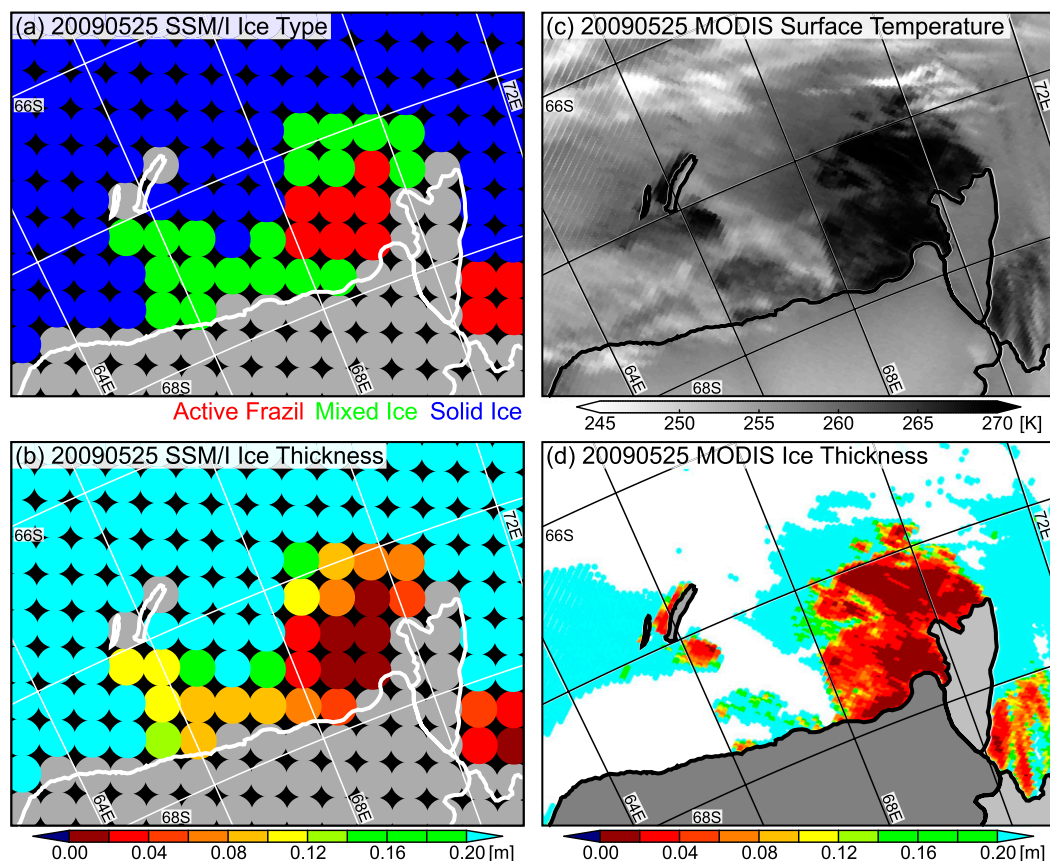 (a) 20090525 SSM/I Ice Type
66S
72E
64E
68S
68E
Active Frazil Mixed Ice Solid Ice
(c) 20090525 MODIS Surface Temperature
66S
72E
64E
68S
68E
245 250 255 260 265 270 [K]
(b) 20090525 SSM/I Ice Thickness
66S
72E
64E
68S
68E
0.00 0.04 0.08 0.12 0.16 0.20 [m]
(d) 20090525 MODIS Ice Thickness
66S
72E
64E
68S
68E
0.00 0.04 0.08 0.12 0.16 0.20 [m]